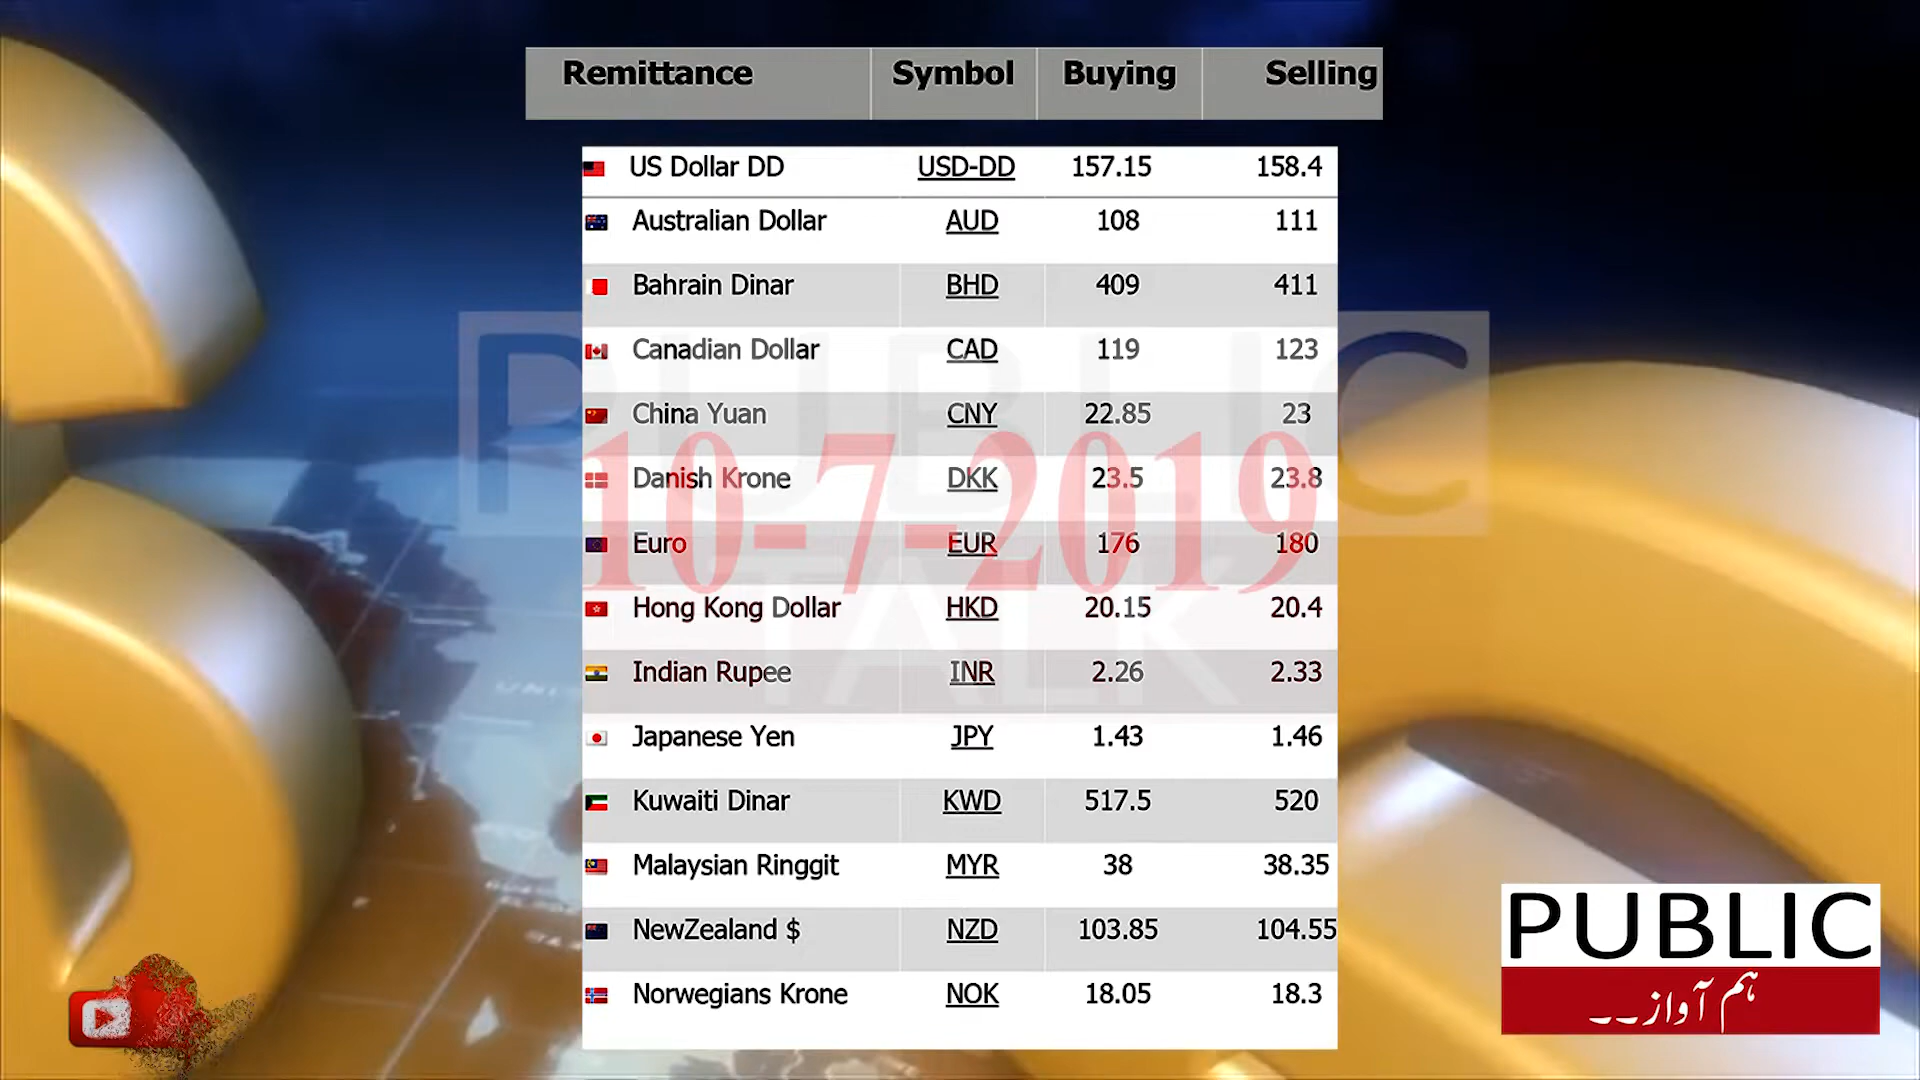 Remittance Symbol Buying Selling
US Dollar DD USD-DD 157.15 158.4
Australian Dollar AUD 108 111
Bahrain Dinar BHD 409 411
Canadian Dollar CAD 119 123
China Yuan CNY 22.85 23
Danish Krone DKK 23.5 23.8
Euro EUR 176 180
Hong Kong Dollar HKD 20.15 20.4
Indian Rupee INR 2.26 2.33
Japanese Yen JPY 1.43 1.46
Kuwaiti Dinar KWD 517.5 520
Malaysian Ringgit MYR 38 38.35
NewZealand $ NZD 103.85 104.55
Norwegians Krone NOK 18.05 18.3
PUBLIC
TALK
10-7-2019
PUBLIC
ہم آواز۔۔